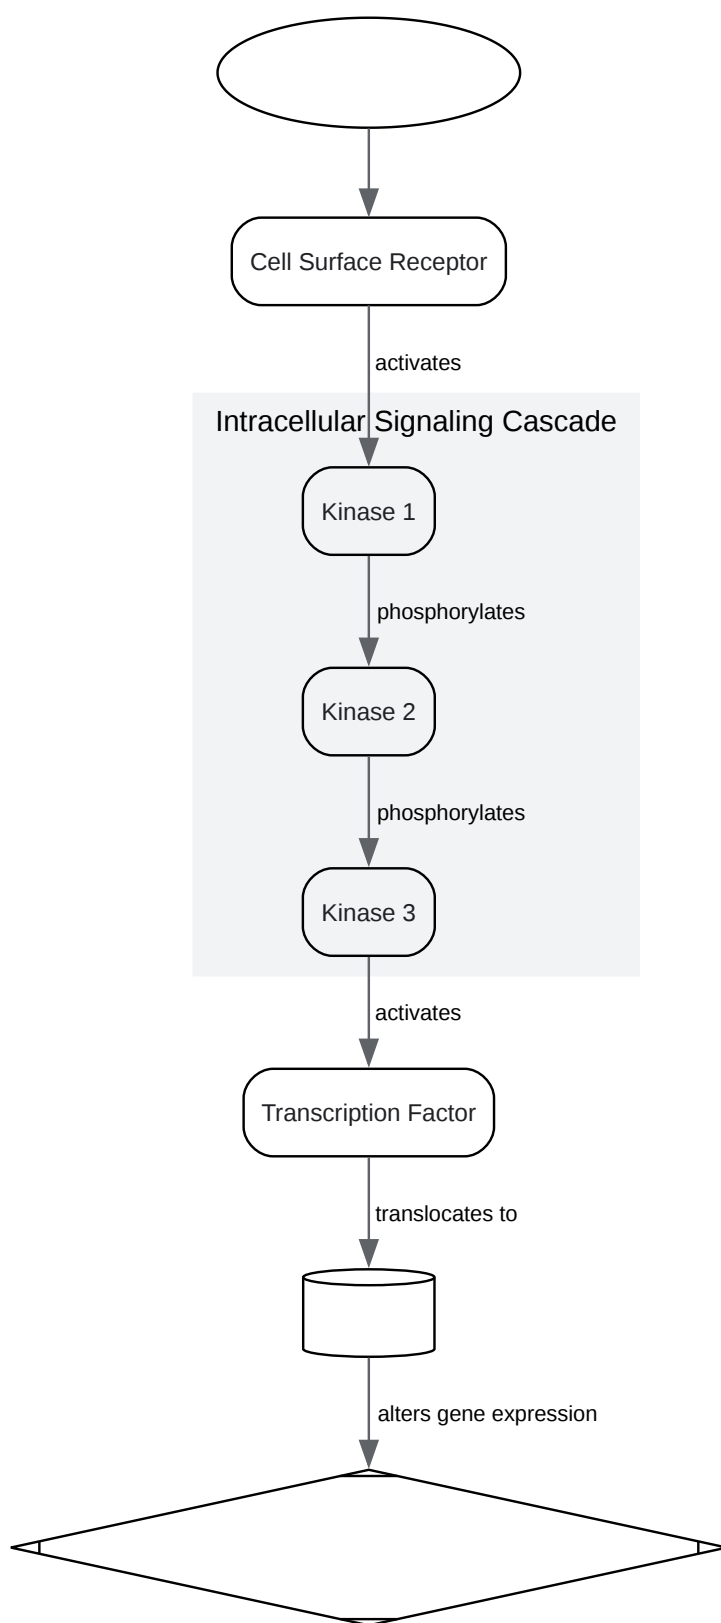 Cell Surface Receptor
activates
Intracellular Signaling Cascade
Kinase 1
phosphorylates
Kinase 2
phosphorylates
Kinase 3
activates
Transcription Factor
translocates to
alters gene expression